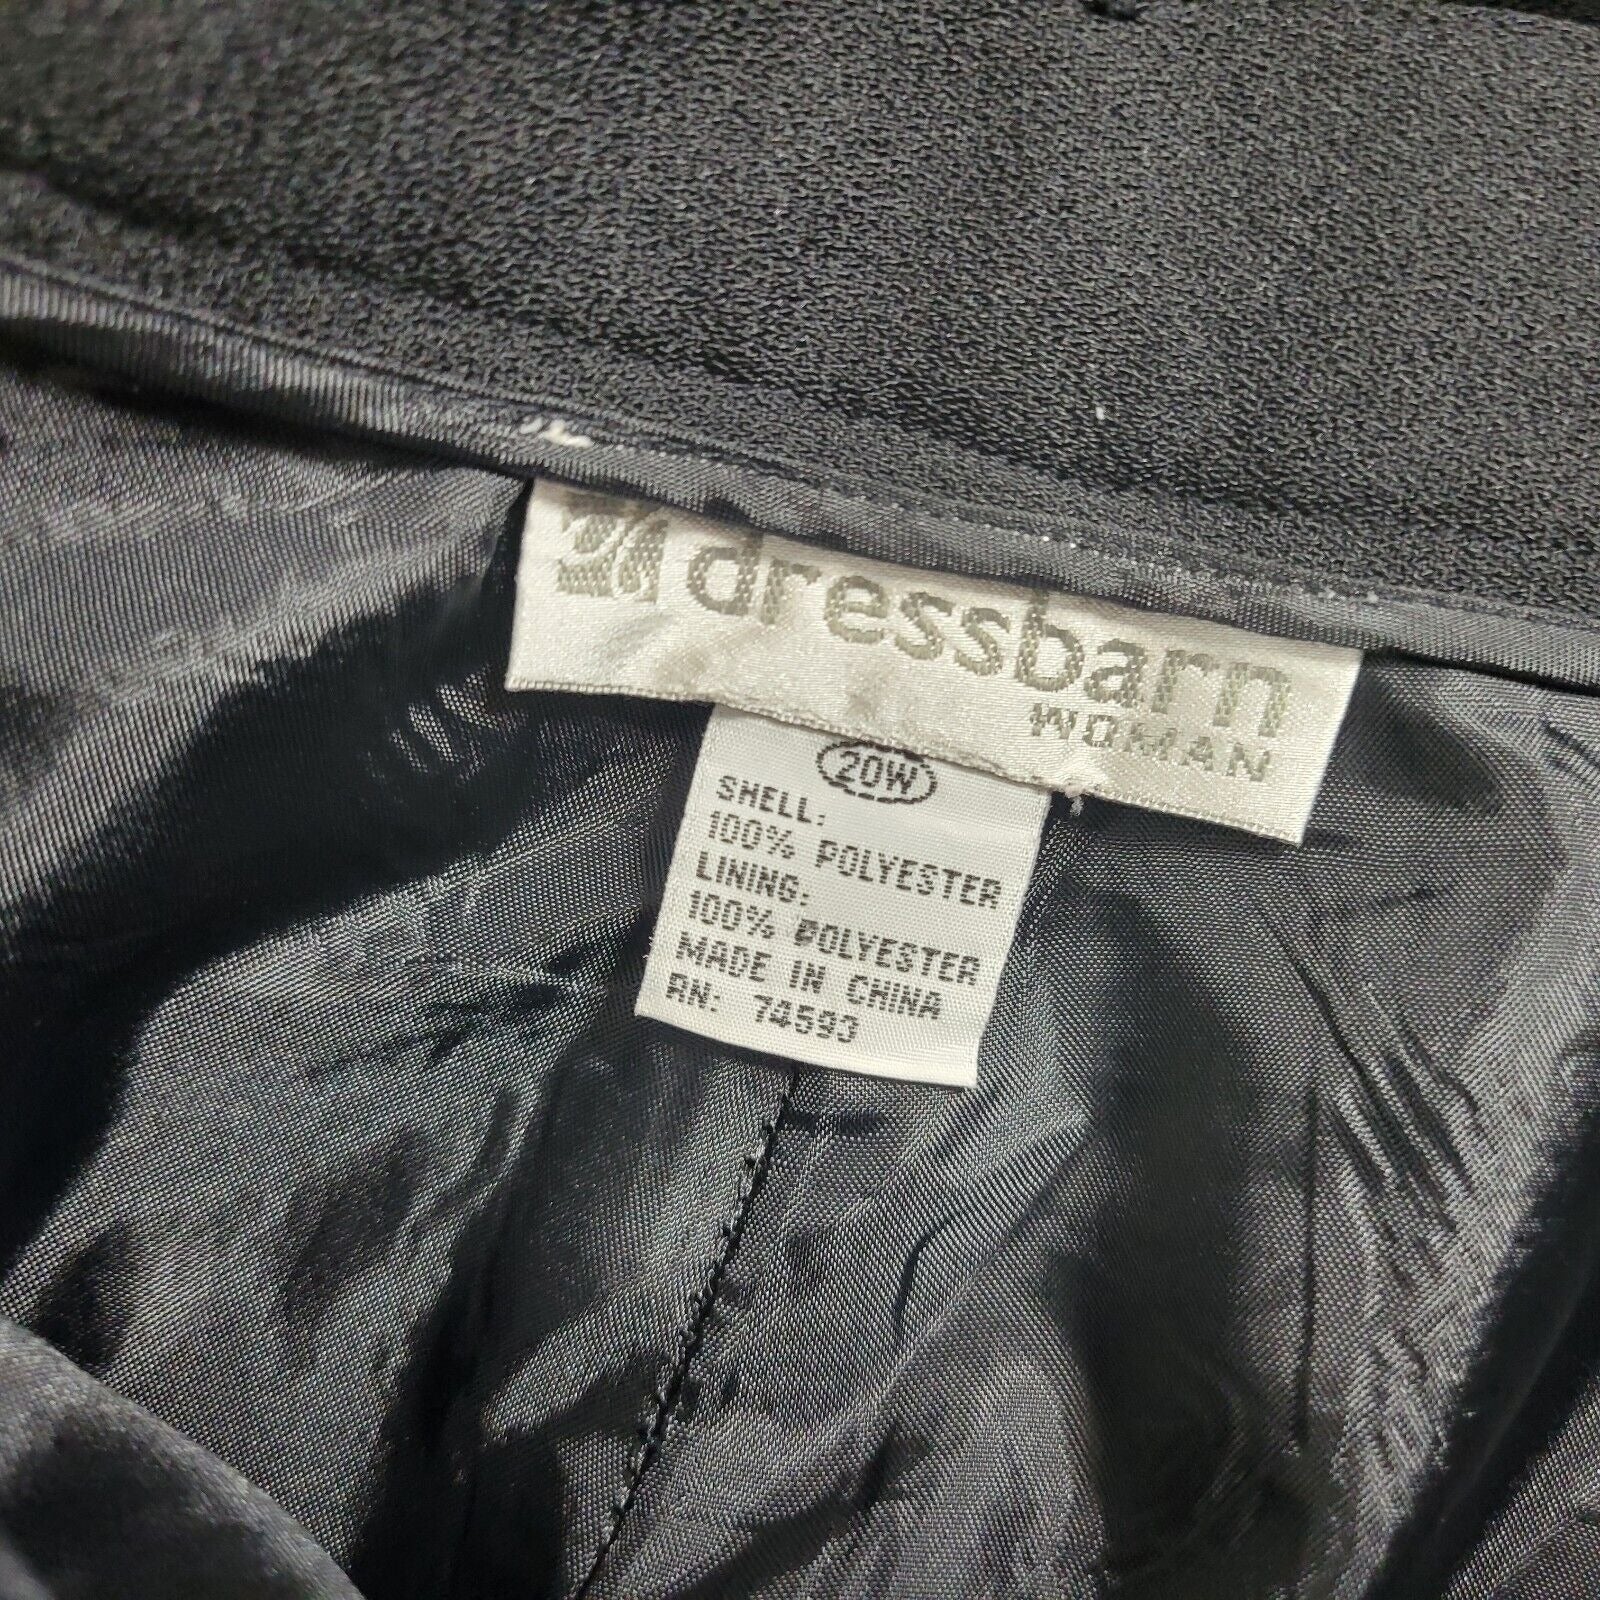 dressbarn
WOMAN
20W
SHELL:
100% POLYESTER
LINING:
100% POLYESTER
MADE IN CHINA
RN: 74593